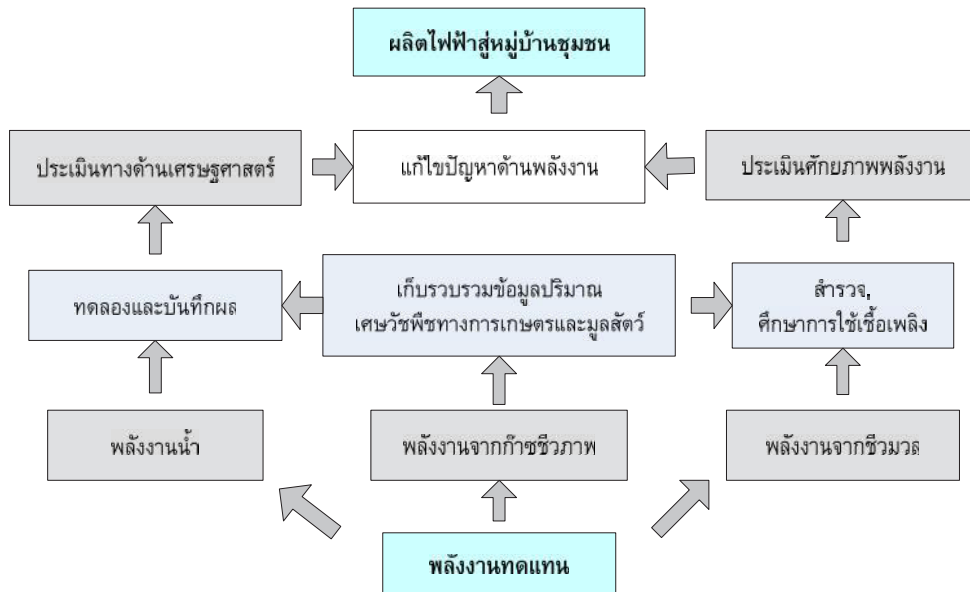 ผลิตไฟฟ้าสู่หมู่บ้านชุมชน
ประเมินทางด้านเศรษฐศาสตร์
แก้ไขปัญหาด้านพลังงาน
ประเมินศักยภาพพลังงาน
ทดลองและบันทึกผล
เก็บรวบรวมข้อมูลปริมาณ
เศษวัชพืชทางการเกษตรและมูลสัตว์
สำรวจ,
ศึกษาการใช้เชื้อเพลิง
พลังงานน้ำ
พลังงานจากก๊าซชีวภาพ
พลังงานจากชีวมวล
พลังงานทดแทน